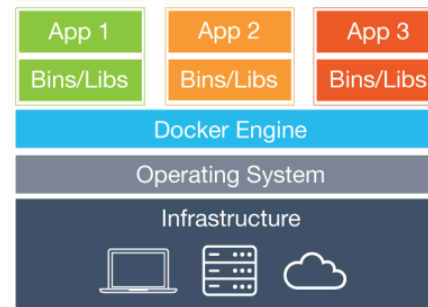 App 1
App 2
App 3
Bins/Libs
Bins/Libs
Bins/Libs
Docker Engine
Operating System
Infrastructure